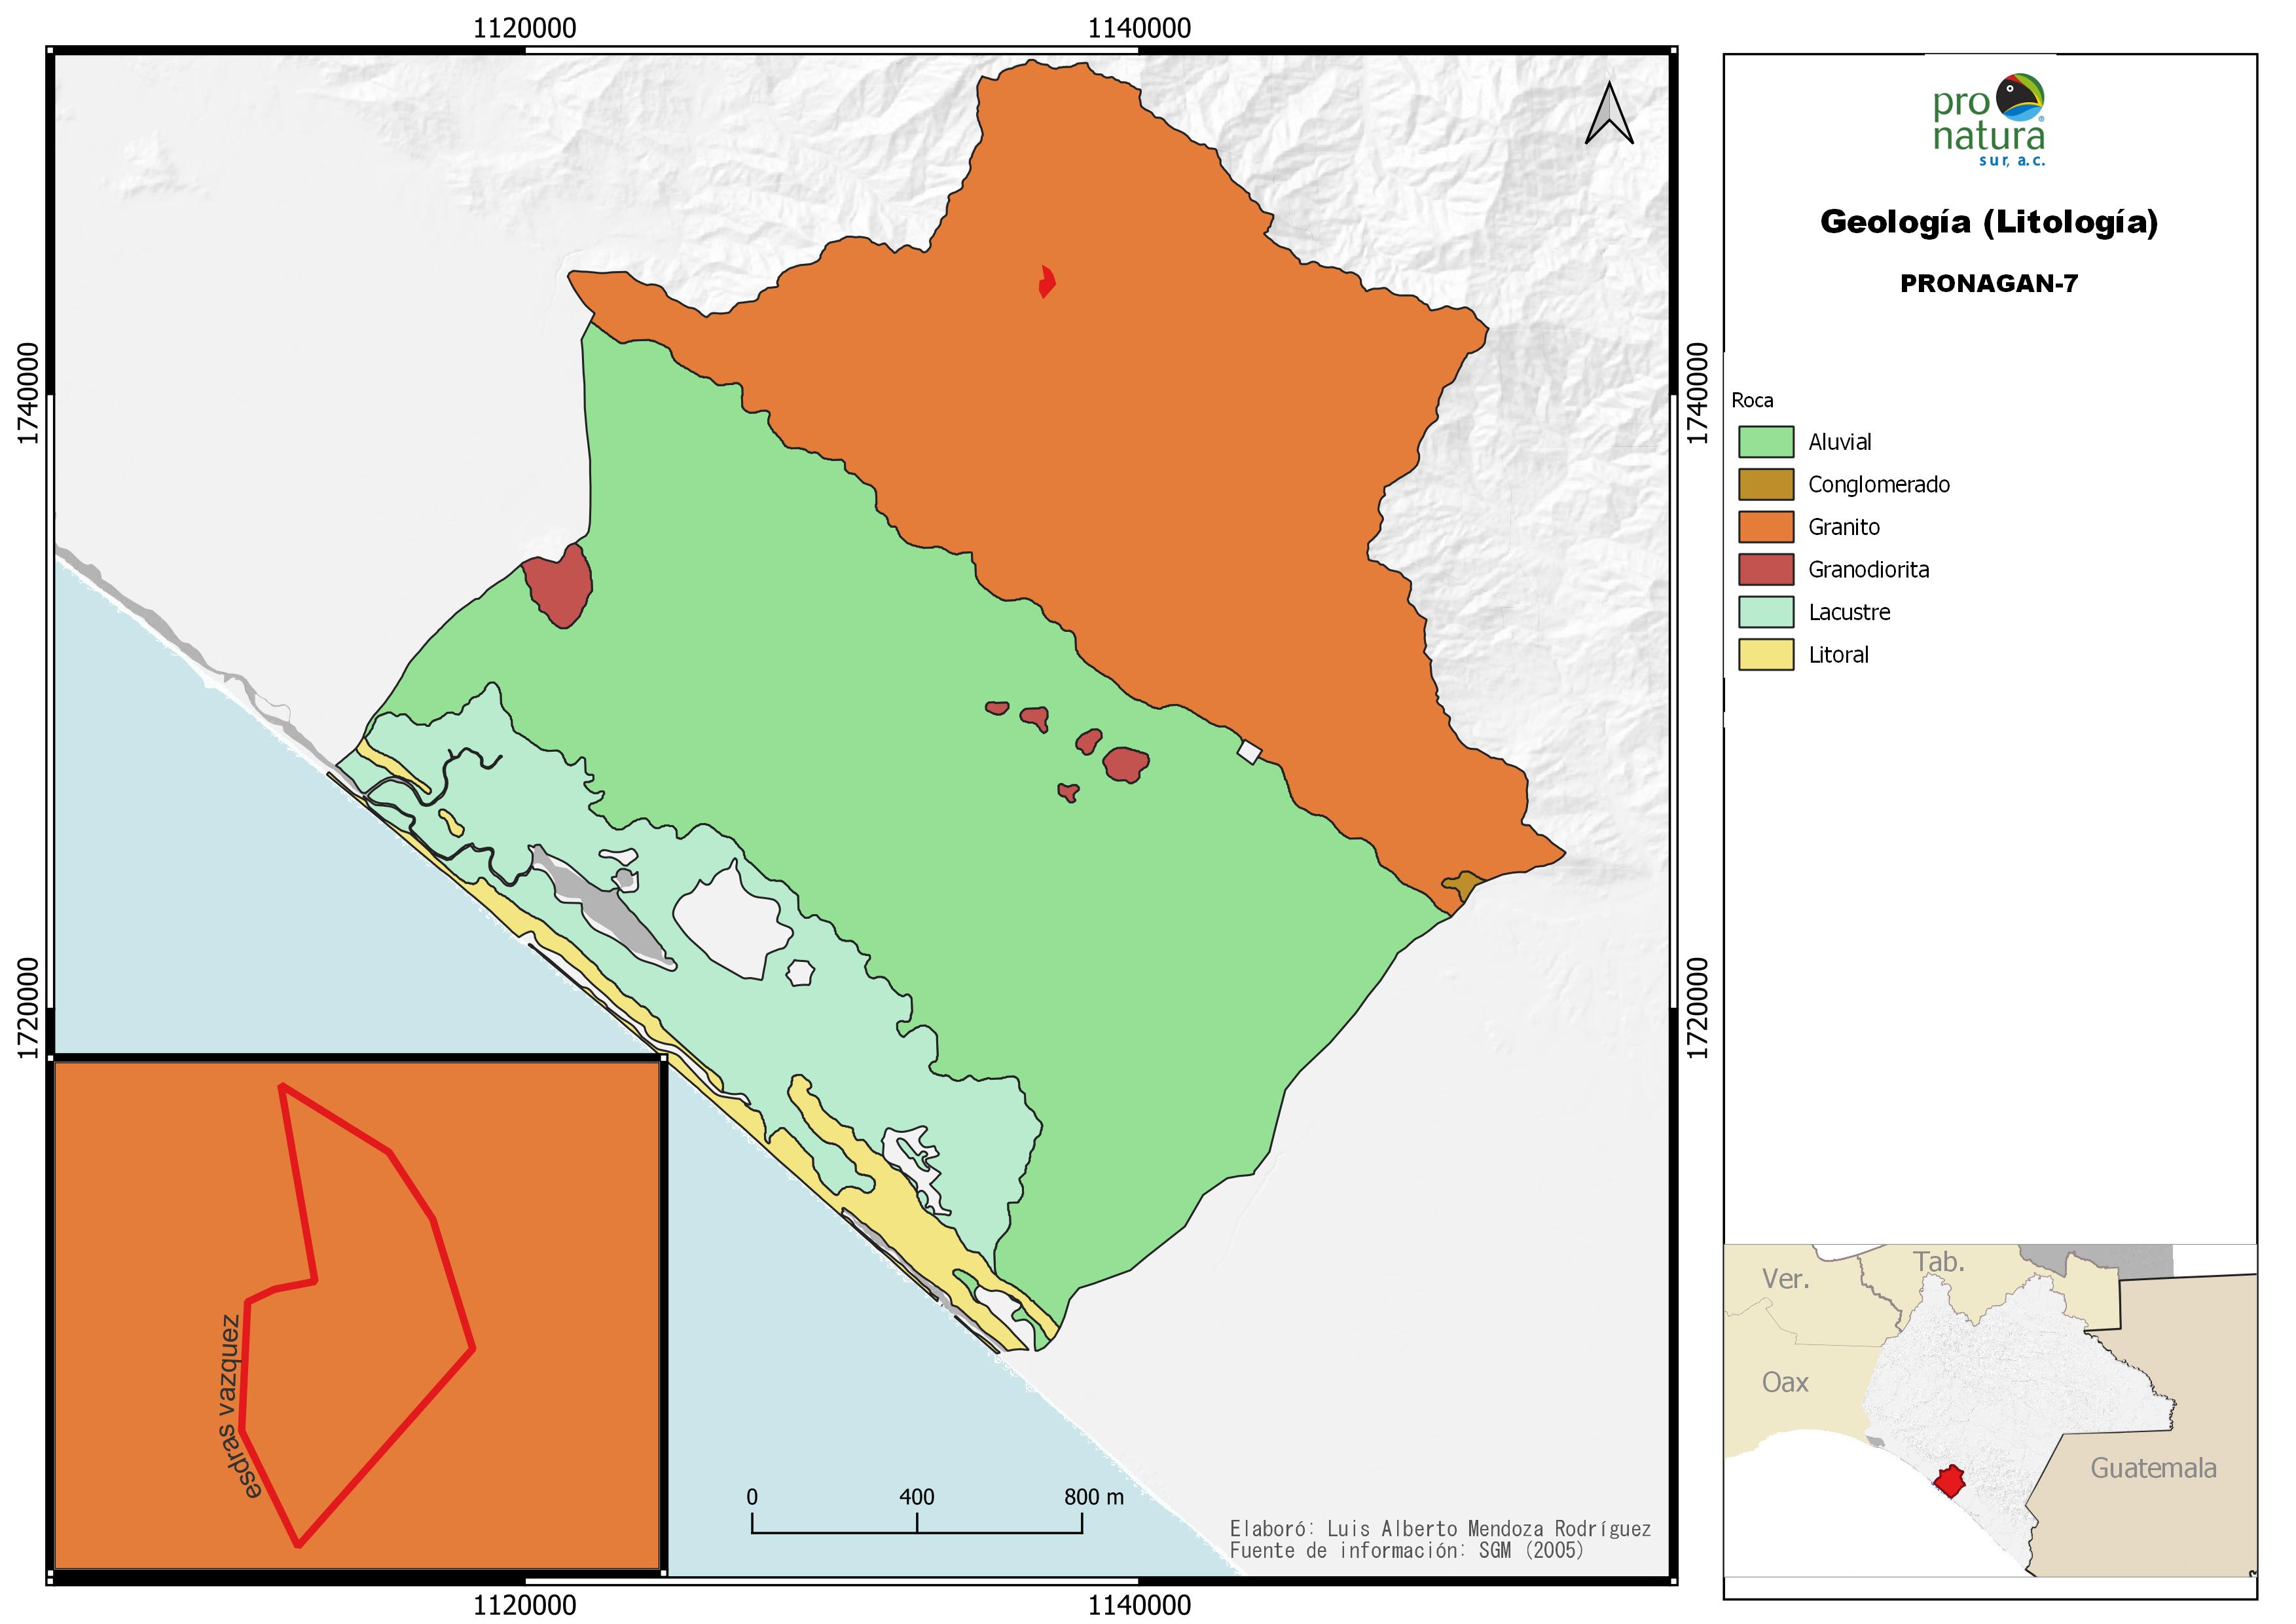 1120000
1140000
1740000
1740000
1720000
1720000
esdras vazquez
0
400
800 m
Elaboró: Luis Alberto Mendoza Rodríguez
Fuente de información: SGM (2005)
1120000
1140000
pro
natura
sur, a.c.
Geología (Litología)
PRONAGAN-7
Roca
Aluvial
Conglomerado
Granito
Granodiorita
Lacustre
Litoral
Ver.
Tab.
Oax
Guatemala